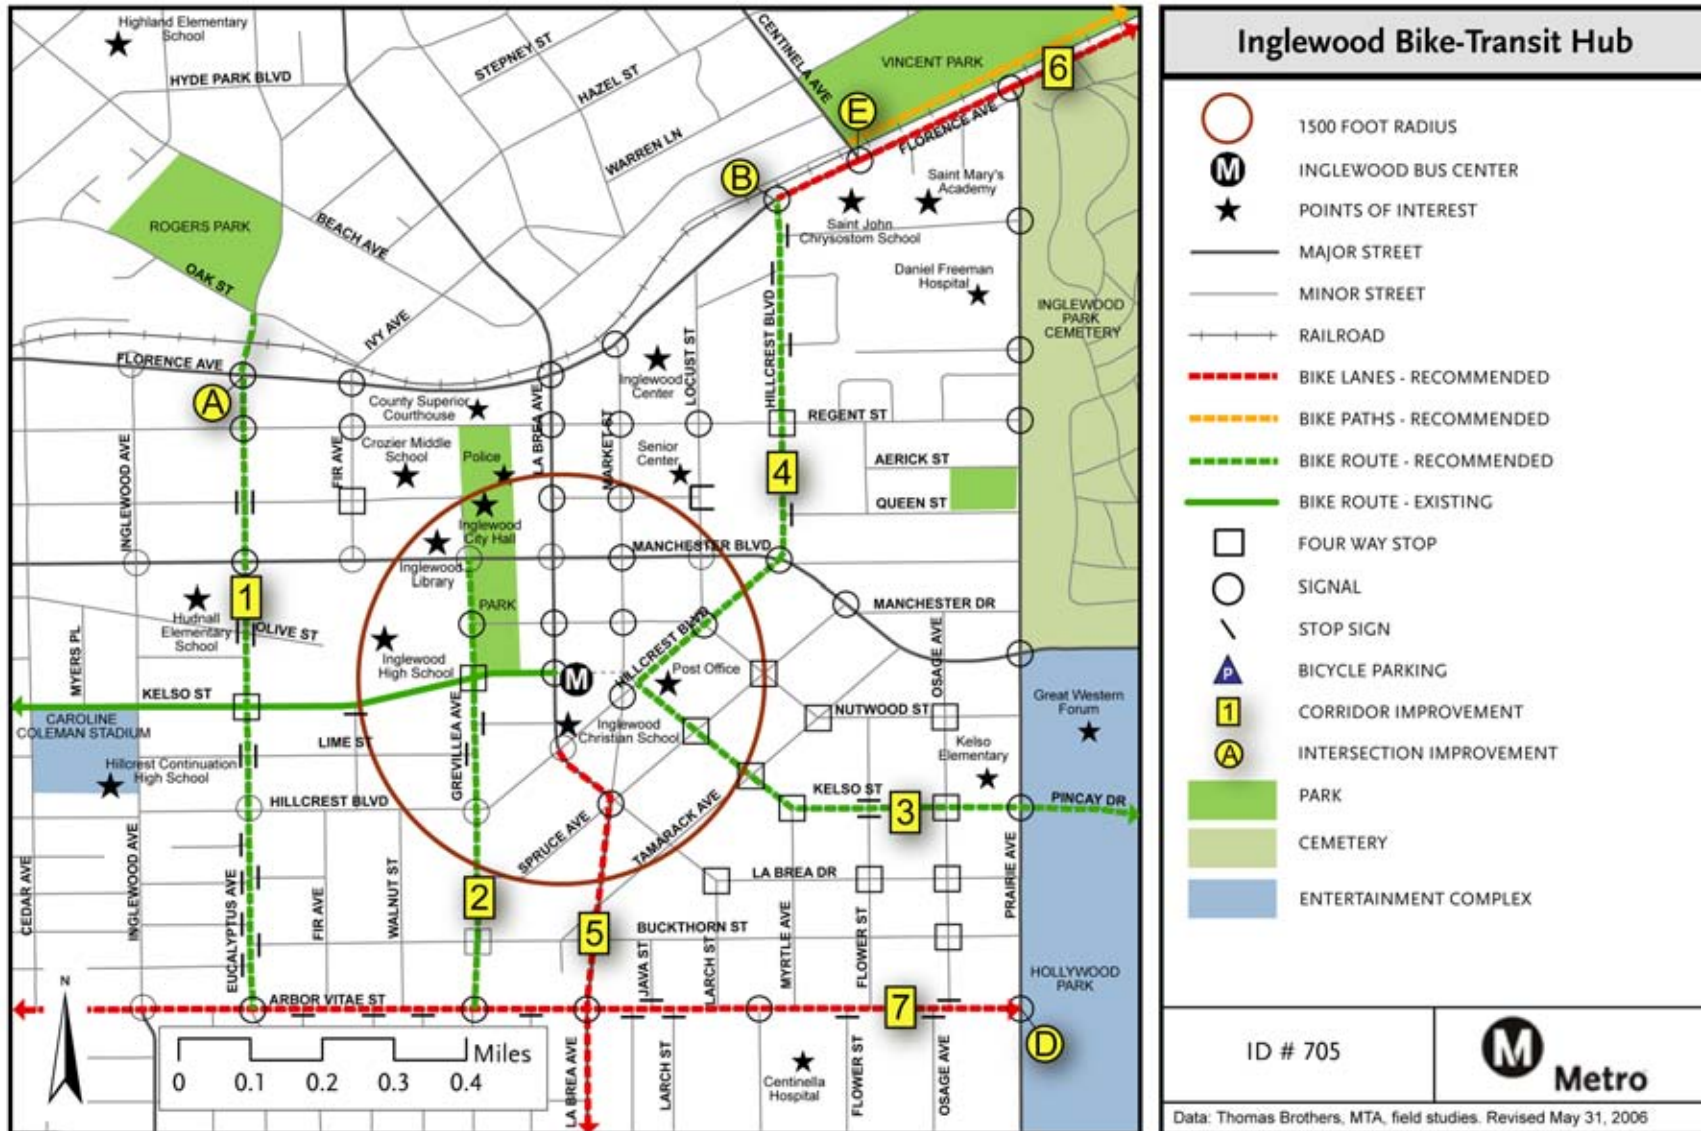 Highland Elementary
School
HYDE PARK BLVD
STEPNEY ST
HAZEL ST
WARREN LN
CENTINELA AVE
VINCENT PARK
6
E
FLORENCE AVE
B
Saint Mary's
Academy
Saint John
Chrysostom School
ROGERS PARK
BEACH AVE
OAK ST
IVY AVE
Daniel Freeman
Hospital
INGLEWOOD
PARK
CEMETERY
FLORENCE AVE
A
County Superior
Courthouse
LA BREA AVE
MARKET ST
Inglewood
Center
LOCUST ST
HILLCREST BLVD
REGENT ST
INGLEWOOD AVE
FIR AVE
Crozier Middle
School
Police
Senior
Center
4
AERICK ST
QUEEN ST
Inglewood
City Hall
Inglewood
Library
MANCHESTER BLVD
1
Hudnall
Elementary
School
OLIVE ST
PARK
MANCHESTER DR
MYERS PL
Inglewood
High School
HILLCREST BLVD
Post Office
OSAGE AVE
KELSO ST
M
CAROLINE
COLEMAN STADIUM
LIME ST
GREVILLEA AVE
Inglewood
Christian School
NUTWOOD ST
Great Western
Forum
Kelso
Elementary
Hillcrest Continuation
High School
HILLCREST BLVD
KELSO ST
3
PINCAY DR
SPRUCE AVE
TAMARACK AVE
CEDAR AVE
INGLEWOOD AVE
EUCALYPTUS AVE
FIR AVE
WALNUT ST
2
5
LA BREA DR
BUCKTHORN ST
JAVA ST
LARCH ST
MYRTLE AVE
FLOWER ST
PRAIRIE AVE
HOLLYWOOD
PARK
N
ARBOR VITAE ST
7
D
Miles
0 0.1 0.2 0.3 0.4
LA BREA AVE
LARCH ST
Centinella
Hospital
FLOWER ST
OSAGE AVE
Inglewood Bike-Transit Hub
1500 FOOT RADIUS
M INGLEWOOD BUS CENTER
POINTS OF INTEREST
MAJOR STREET
MINOR STREET
RAILROAD
BIKE LANES - RECOMMENDED
BIKE PATHS - RECOMMENDED
BIKE ROUTE - RECOMMENDED
BIKE ROUTE - EXISTING
FOUR WAY STOP
SIGNAL
STOP SIGN
P BICYCLE PARKING
1 CORRIDOR IMPROVEMENT
A INTERSECTION IMPROVEMENT
PARK
CEMETERY
ENTERTAINMENT COMPLEX
ID # 705
M Metro
Data: Thomas Brothers, MTA, field studies. Revised May 31, 2006